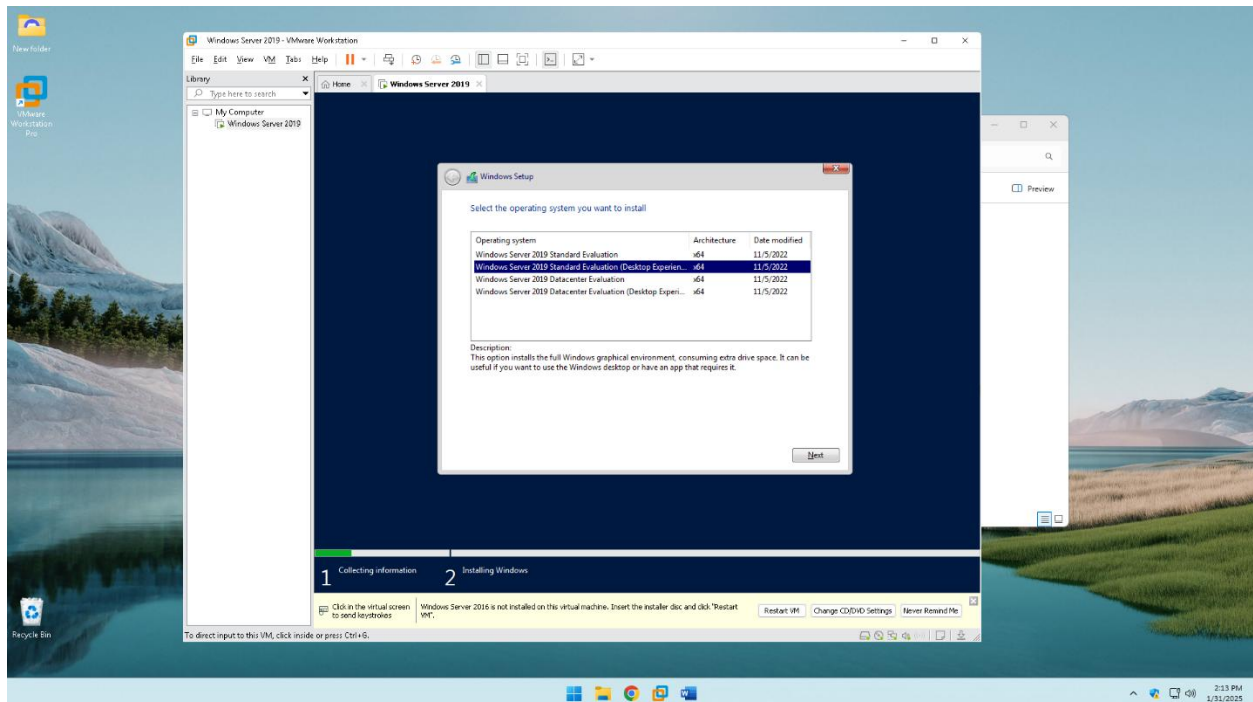 New folder
VMware
Workstation
Pro
Recycle Bin
Windows Server 2019 - VMware Workstation
File Edit View VM Tabs Help
Library
Type here to search
My Computer
Windows Server 2019
Home
Windows Server 2019
Windows Setup
Select the operating system you want to install
Operating system Architecture Date modified
Windows Server 2019 Standard Evaluation x64 11/5/2022
Windows Server 2019 Standard Evaluation (Desktop Experien... x64 11/5/2022
Windows Server 2019 Datacenter Evaluation x64 11/5/2022
Windows Server 2019 Datacenter Evaluation (Desktop Experi... x64 11/5/2022
Description:
This option installs the full Windows graphical environment, consuming extra drive space. It can be
useful if you want to use the Windows desktop or have an app that requires it.
Next
1 Collecting information 2 Installing Windows
Click in the virtual screen
to send keystrokes
Windows Server 2016 is not installed on this virtual machine. Insert the installer disc and click "Restart
VM".
Restart VM Change CD/DVD Settings Never Remind Me
To direct input to this VM, click inside or press Ctrl+G.
Preview
2:13 PM
1/31/2025